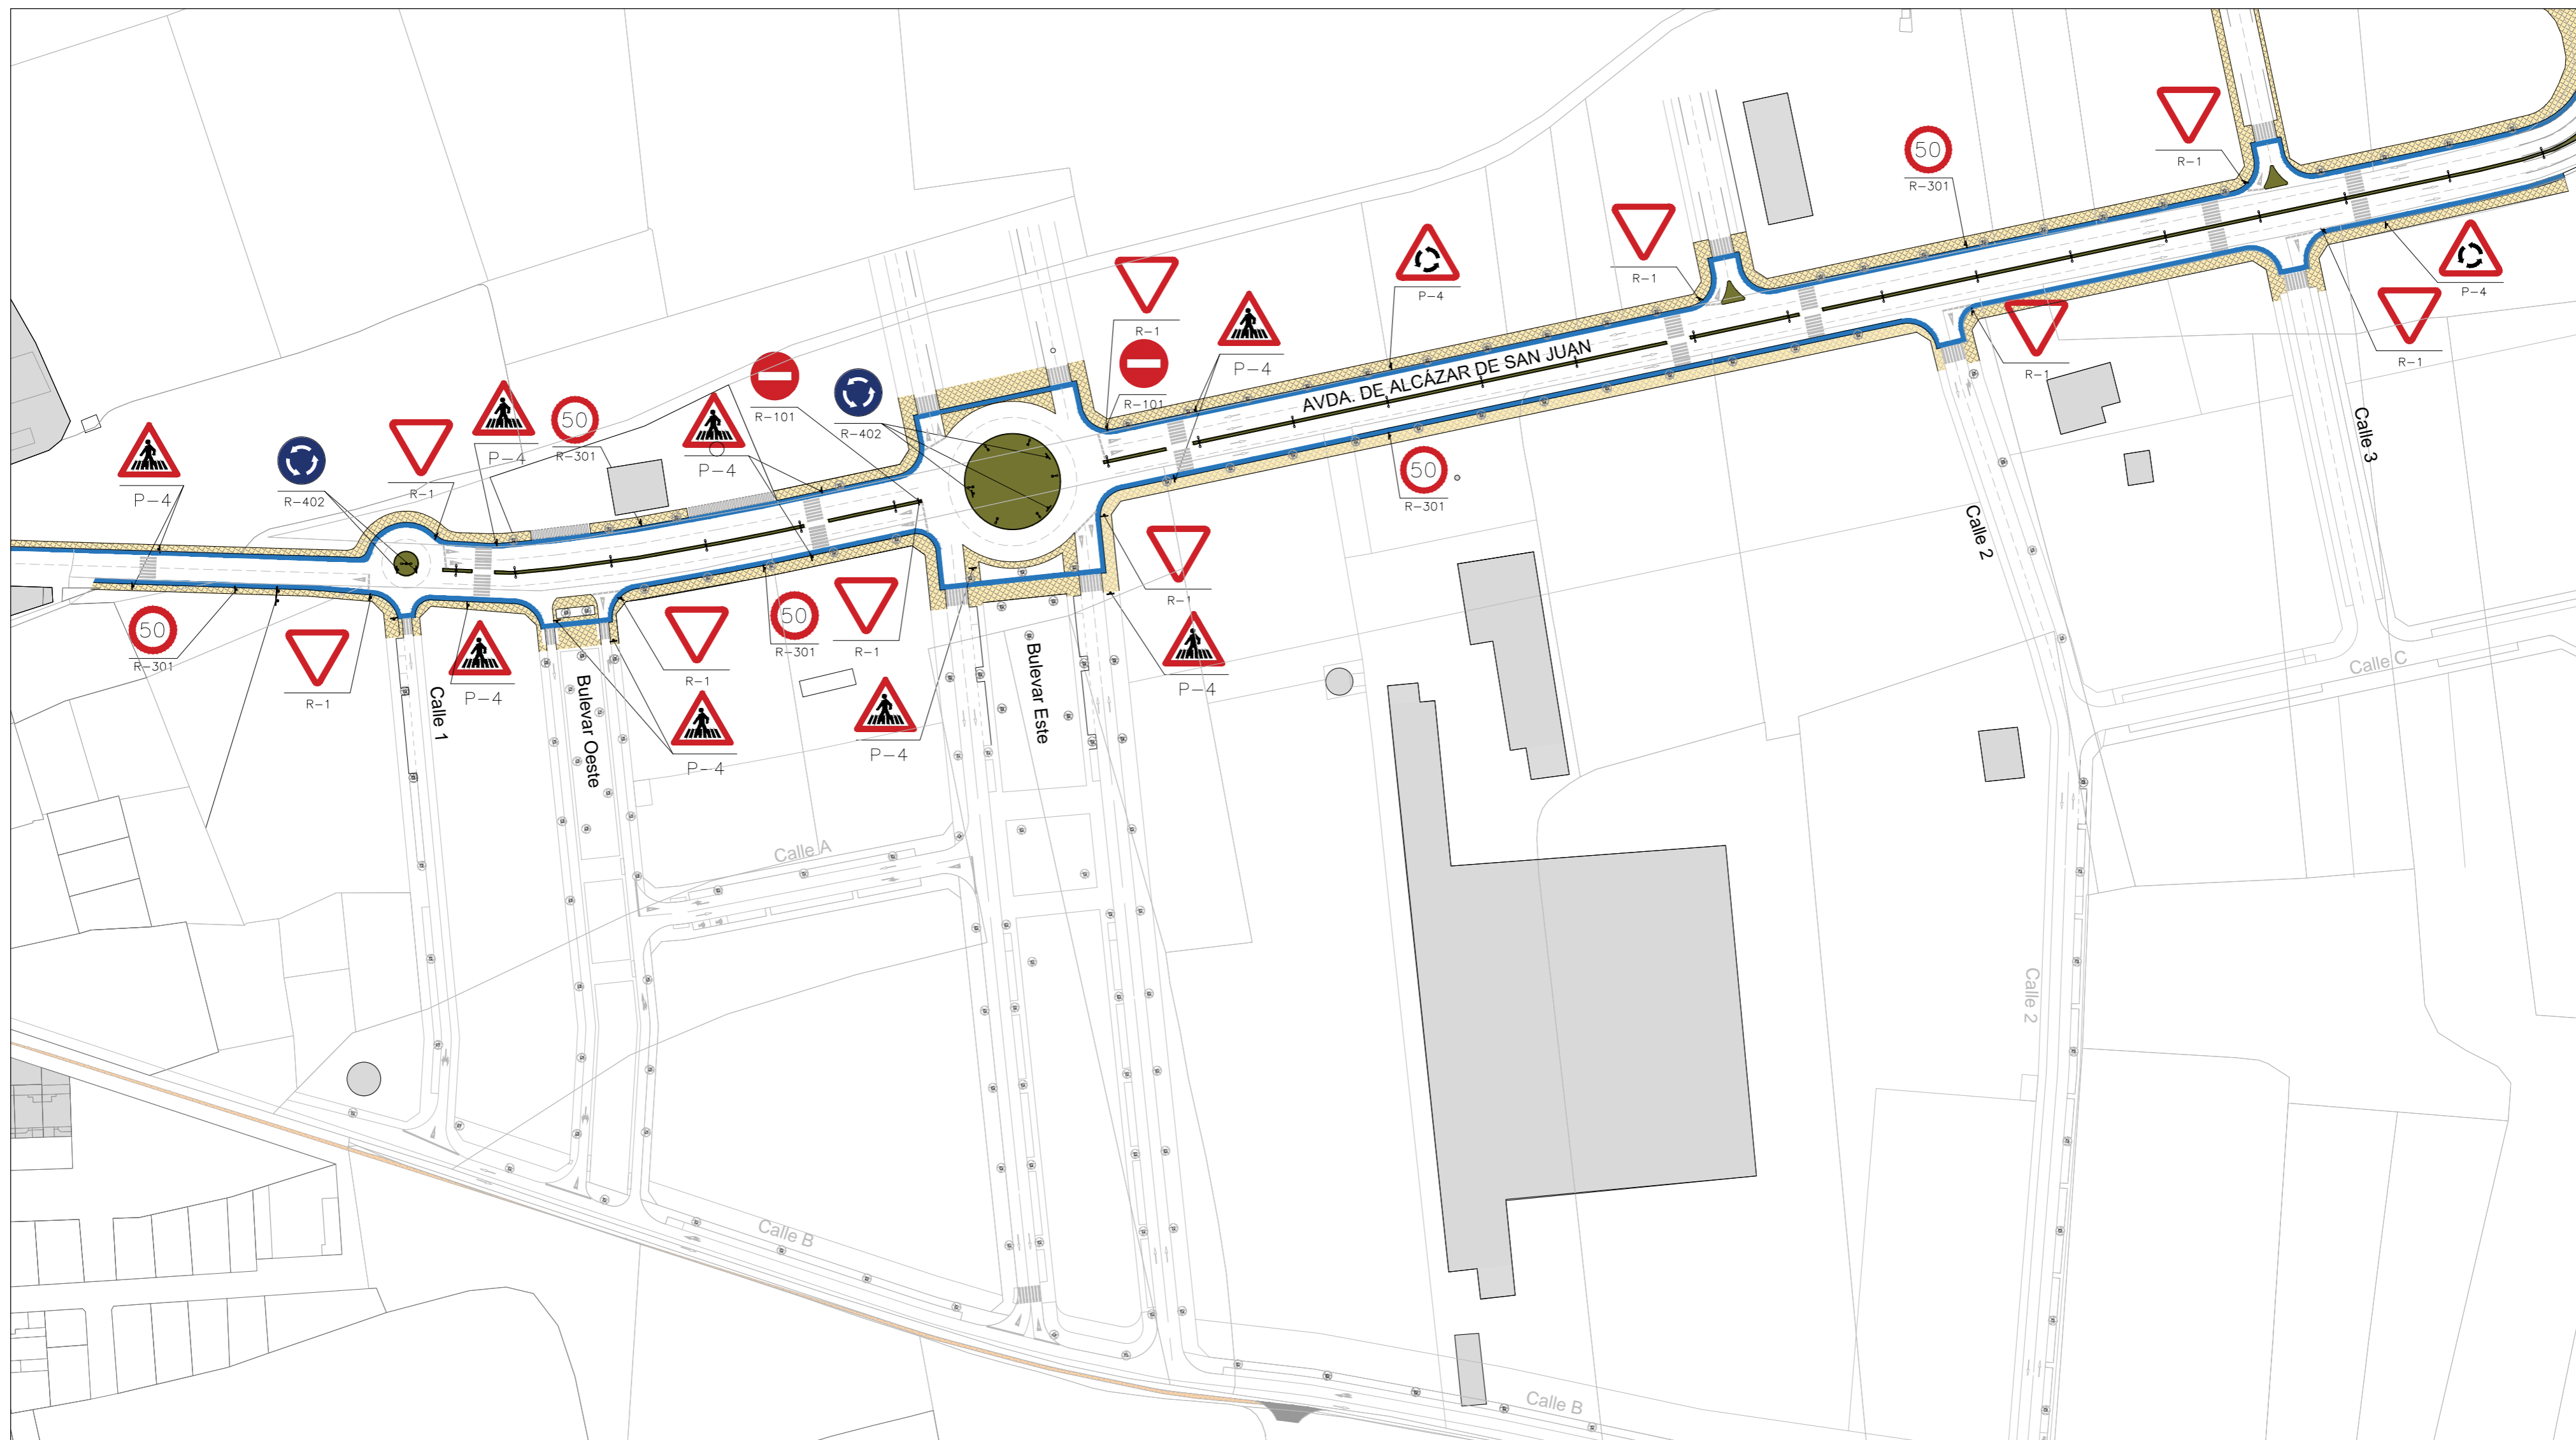 R-1
50
R-301
R-1
P-4
R-1
R-1
P-4
R-1
R-101
P-4
AVDA. DE ALCÁZAR DE SAN JUAN
R-1
R-1
50
R-301
P-4
50
R-301
R-101
P-4
R-402
P-4
R-402
R-1
Calle 3
Calle 2
R-1
P-4
50
R-301
R-1
P-4
R-1
P-4
50
R-301
R-1
P-4
Calle 1
Bulevar Oeste
Bulevar Este
Calle C
Calle A
Calle 2
Calle B
Calle B